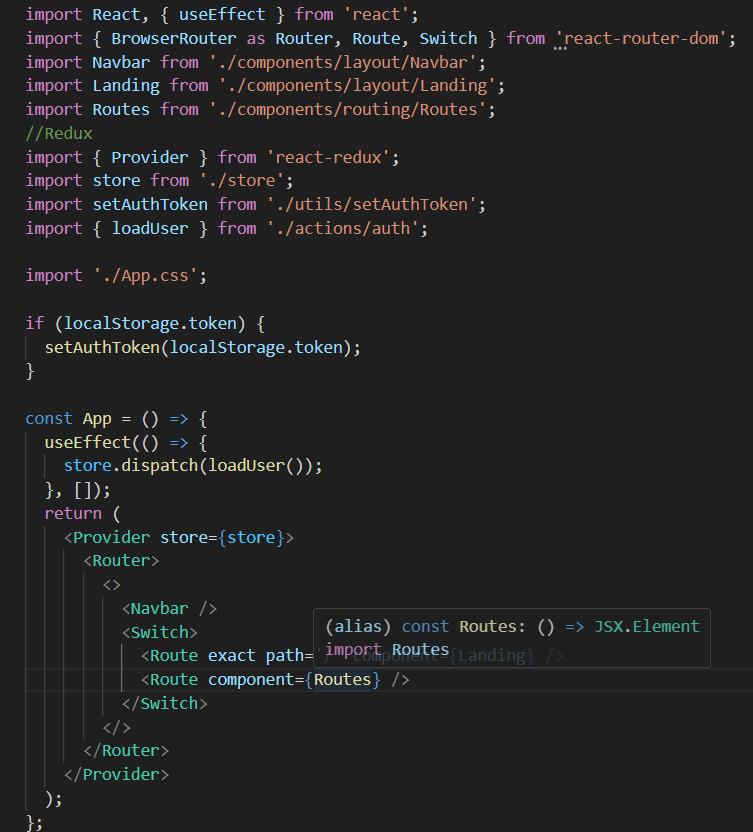 import React, { useEffect } from 'react';
import { BrowserRouter as Router, Route, Switch } from 'react-router-dom';
import Navbar from './components/layout/Navbar';
import Landing from './components/layout/Landing';
import Routes from './components/routing/Routes';
//Redux
import { Provider } from 'react-redux';
import store from './store';
import setAuthToken from './utils/setAuthToken';
import { loadUser } from './actions/auth';
import './App.css';
if (localStorage.token) {
setAuthToken(localStorage.token);
}
const App = () => {
useEffect(() => {
store.dispatch(loadUser());
}, []);
return (
<Provider store={store}>
<Router>
<>
<Navbar />
<Switch>
(alias) const Routes: () => JSX.Element
import Routes
<Route exact path='/' component={Landing} />
<Route component={Routes} />
</Switch>
</>
</Router>
</Provider>
);
};